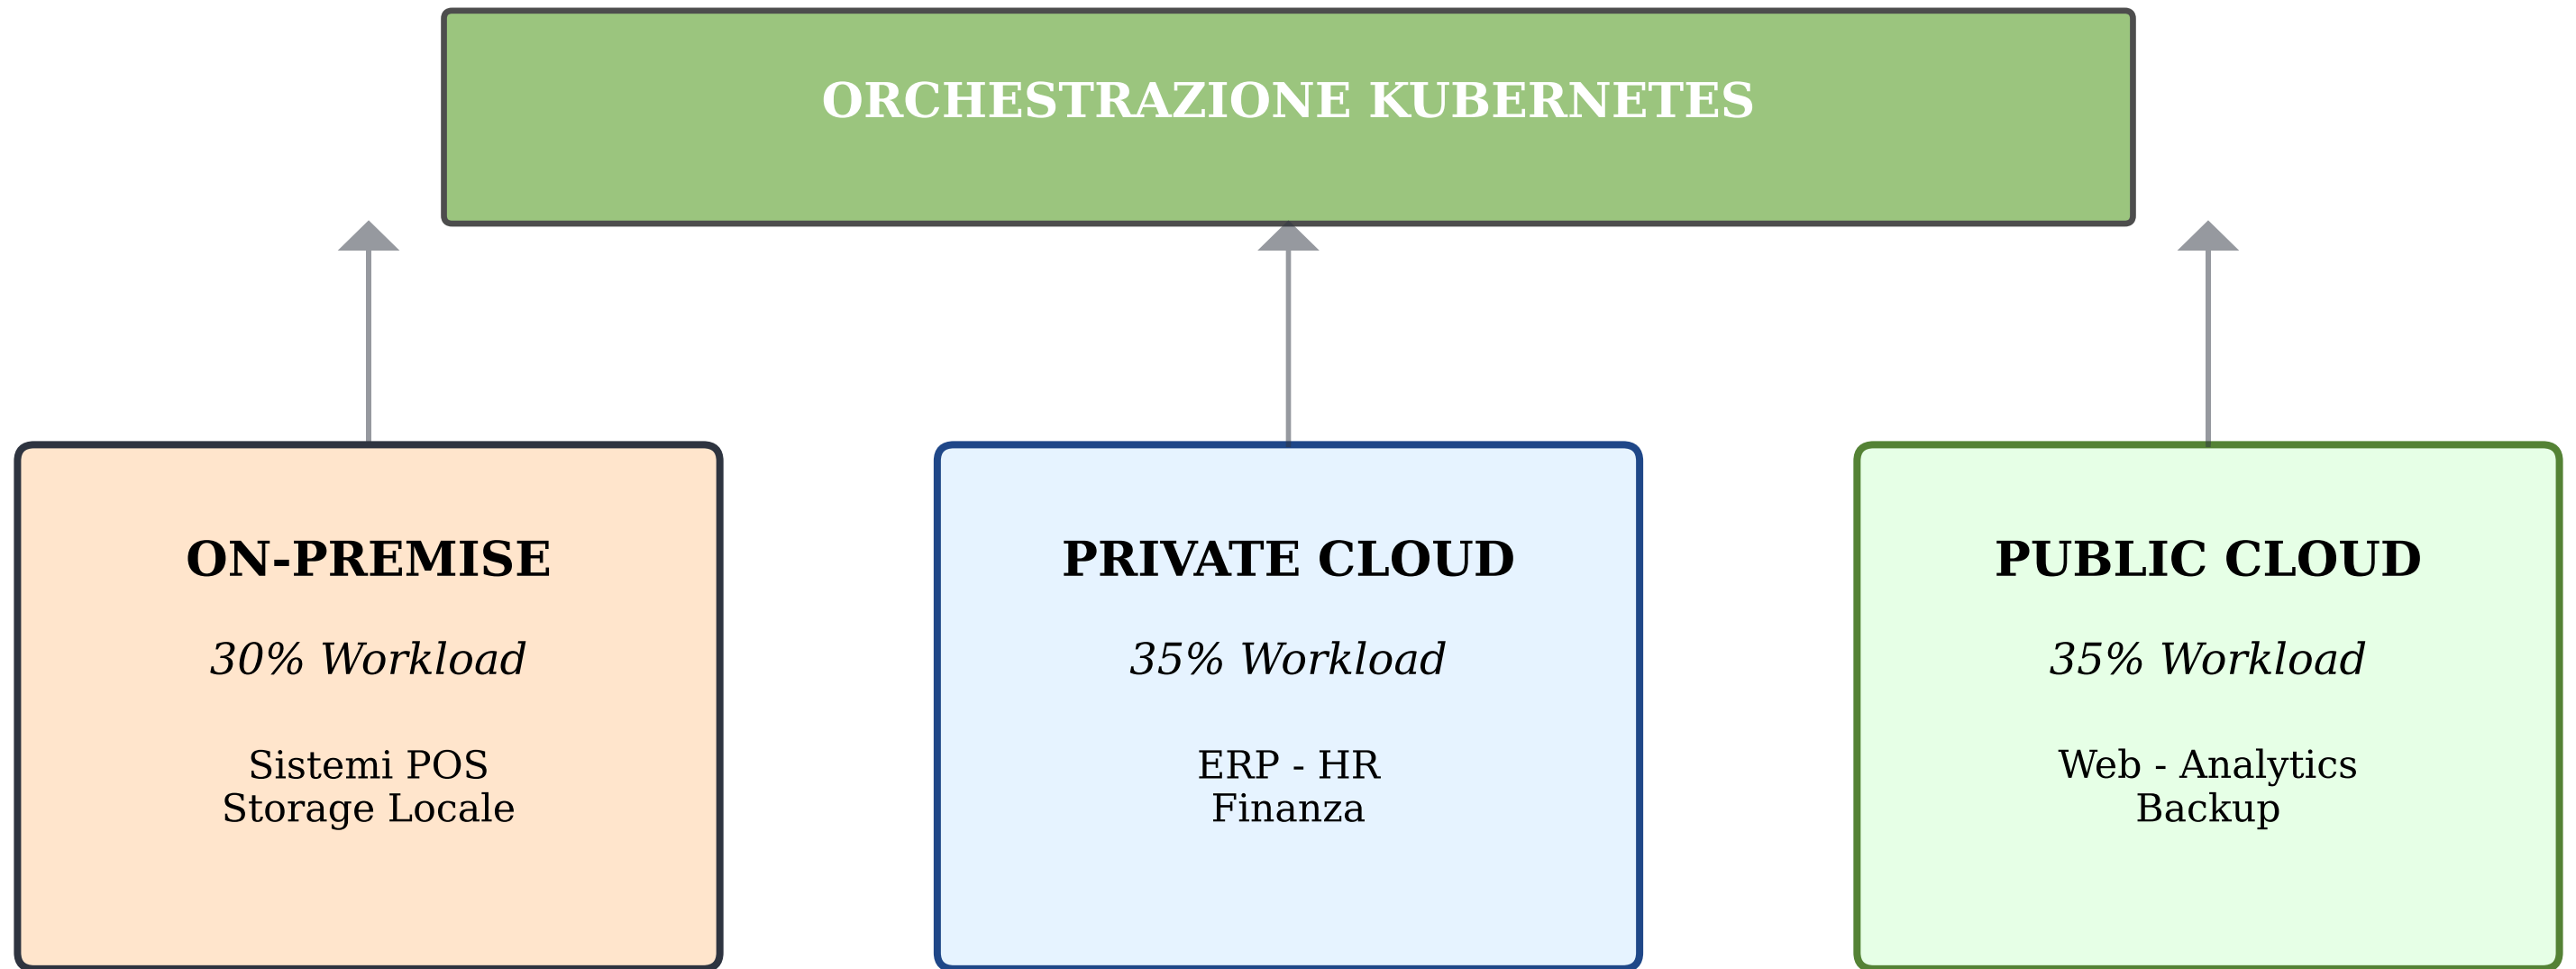 ORCHESTRAZIONE KUBERNETES
ON-PREMISE
30% Workload
Sistemi POS
Storage Locale
PRIVATE CLOUD
35% Workload
ERP - HR
Finanza
PUBLIC CLOUD
35% Workload
Web - Analytics
Backup